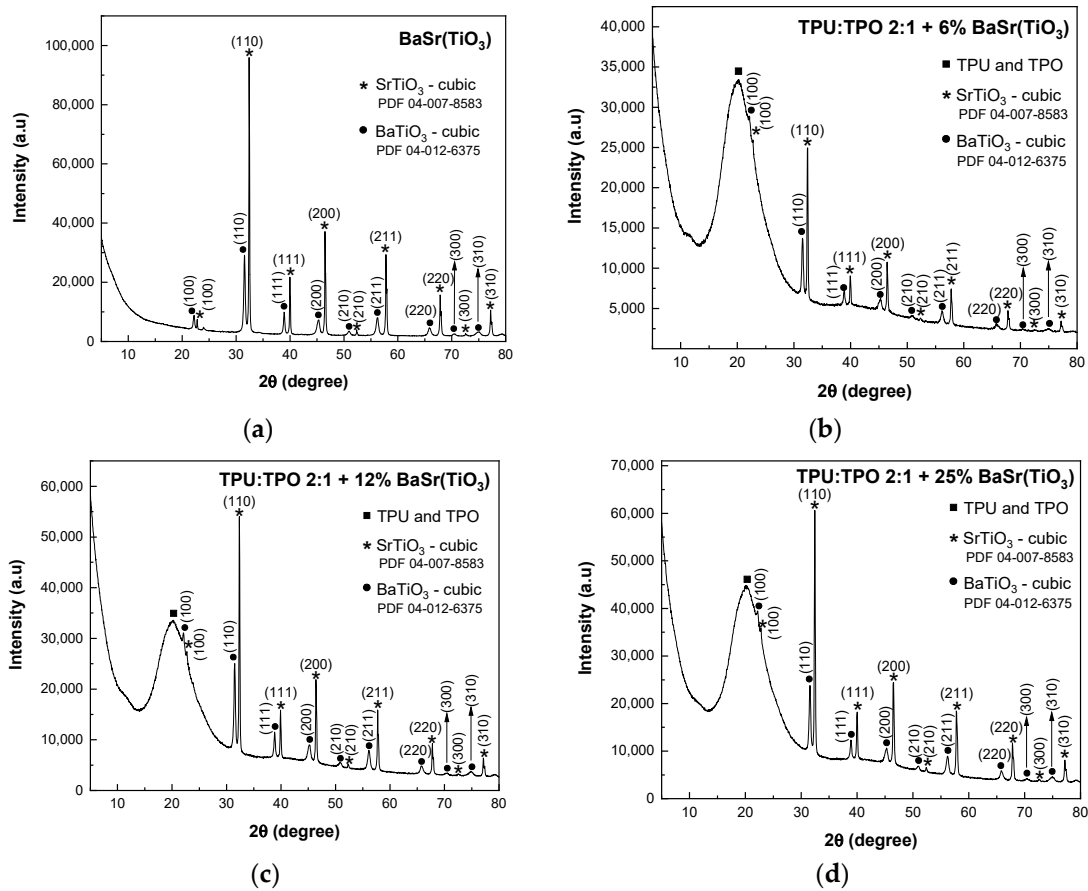 BaSr(TiO₃)
* SrTiO₃ - cubic
PDF 04-007-8583
● BaTiO₃ - cubic
PDF 04-012-6375
Intensity (a.u)
100,000
80,000
60,000
40,000
20,000
0
(100)
(100)
(110)
(110)
(111)
(111)
(200)
(200)
(210)
(210)
(211)
(211)
(220)
(220)
(300)
(300)
(310)
(310)
10 20 30 40 50 60 70 80
2θ (degree)
(a)
TPU:TPO 2:1 + 6% BaSr(TiO₃)
■ TPU and TPO
* SrTiO₃ - cubic
PDF 04-007-8583
● BaTiO₃ - cubic
PDF 04-012-6375
Intensity (a.u)
40,000
35,000
30,000
25,000
20,000
15,000
10,000
5,000
0
(100)
(100)
(110)
(110)
(111)
(111)
(200)
(200)
(210)
(210)
(211)
(211)
(220)
(220)
(300)
(300)
(310)
(310)
10 20 30 40 50 60 70 80
2θ (degree)
(b)
TPU:TPO 2:1 + 12% BaSr(TiO₃)
■ TPU and TPO
* SrTiO₃ - cubic
PDF 04-007-8583
● BaTiO₃ - cubic
PDF 04-012-6375
Intensity (a.u)
60,000
50,000
40,000
30,000
20,000
10,000
0
(100)
(100)
(110)
(110)
(111)
(111)
(200)
(200)
(210)
(210)
(211)
(211)
(220)
(220)
(300)
(300)
(310)
(310)
10 20 30 40 50 60 70 80
2θ (degree)
(c)
TPU:TPO 2:1 + 25% BaSr(TiO₃)
■ TPU and TPO
* SrTiO₃ - cubic
PDF 04-007-8583
● BaTiO₃ - cubic
PDF 04-012-6375
Intensity (a.u)
70,000
60,000
50,000
40,000
30,000
20,000
10,000
0
(100)
(100)
(110)
(110)
(111)
(111)
(200)
(200)
(210)
(210)
(211)
(211)
(220)
(220)
(300)
(300)
(310)
(310)
10 20 30 40 50 60 70 80
2θ (degree)
(d)